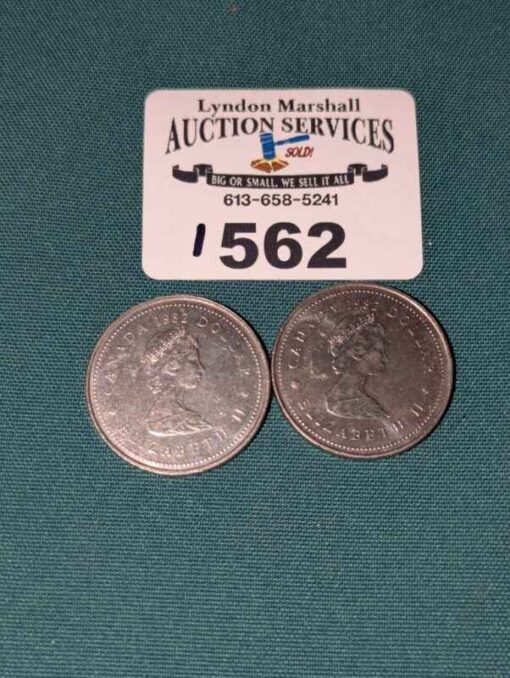 Lyndon Marshall
AUCTION SERVICES
SOLD!
BIG OR SMALL, WE SELL IT ALL
613-658-5241
1562
CANADA 1982 DOLLAR
ELIZABETH II
CANADA DOLLAR
ELIZABETH II